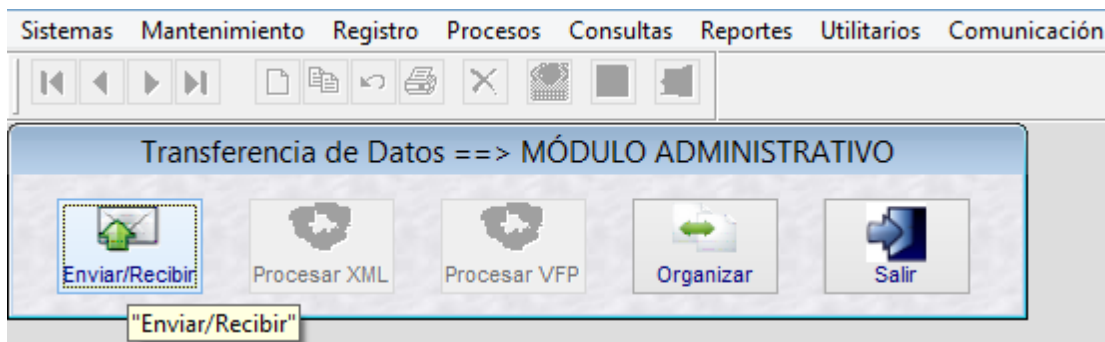 Sistemas Mantenimiento Registro Procesos Consultas Reportes Utilitarios Comunicación
Transferencia de Datos ==> MÓDULO ADMINISTRATIVO
Enviar/Recibir Procesar XML Procesar VFP Organizar Salir
"Enviar/Recibir"